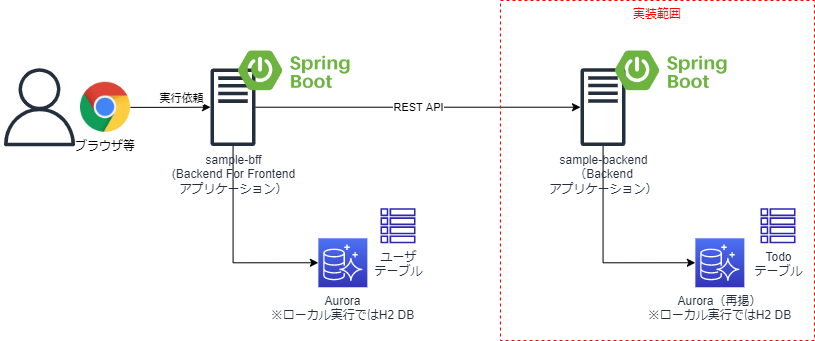 実装範囲
Spring
Boot
Spring
Boot
実行依頼
REST API
ブラウザ等
sample-bff
(Backend For Frontend
アプリケーション）
sample-backend
（Backend
アプリケーション）
ユーザ
テーブル
Todo
テーブル
Aurora
※ローカル実行ではH2 DB
Aurora（再掲）
※ローカル実行ではH2 DB